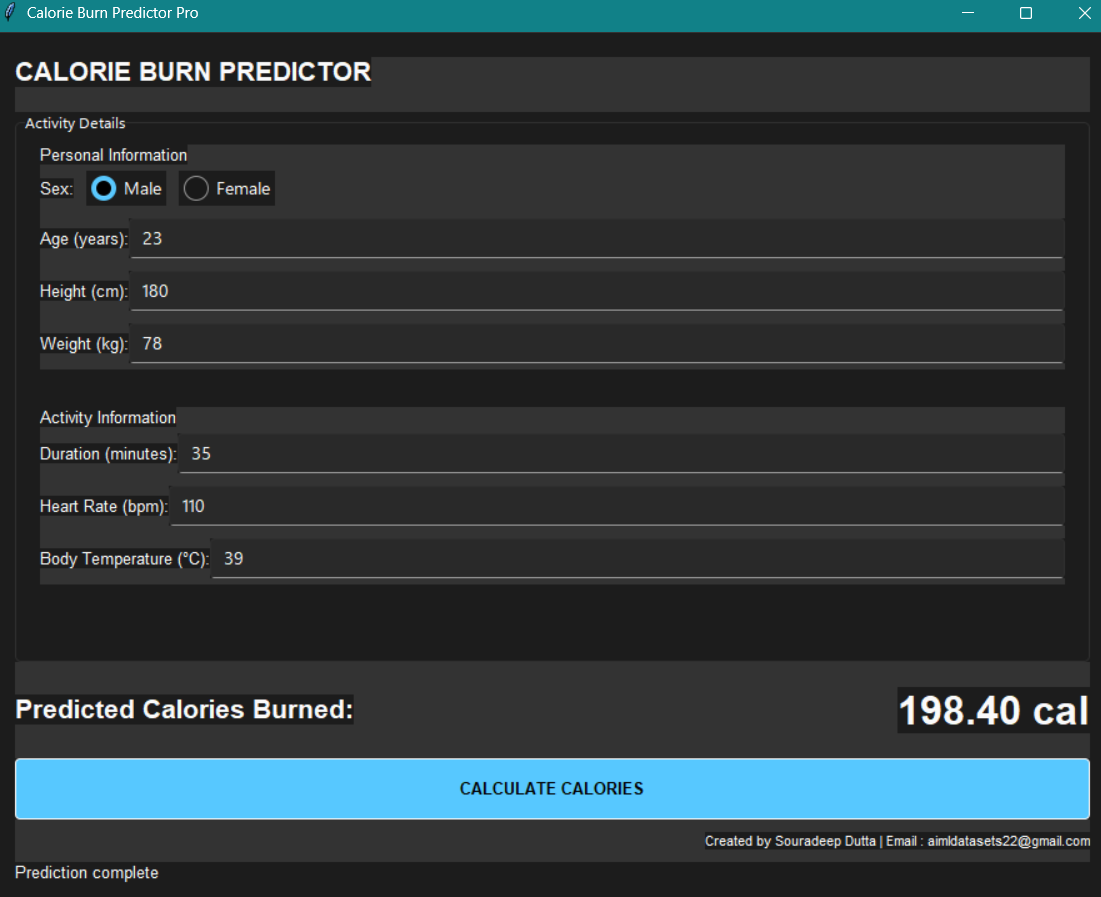 Calorie Burn Predictor Pro
CALORIE BURN PREDICTOR
Activity Details
Personal Information
Sex: Male Female
Age (years): 23
Height (cm): 180
Weight (kg): 78
Activity Information
Duration (minutes): 35
Heart Rate (bpm): 110
Body Temperature (°C): 39
Predicted Calories Burned: 198.40 cal
CALCULATE CALORIES
Created by Souradeep Dutta | Email : aimldatasets22@gmail.com
Prediction complete